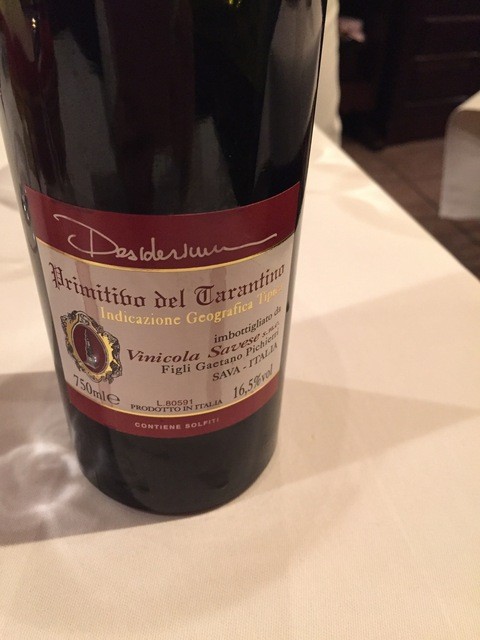 Desiderium
Primitivo del Tarantino
Indicazione Geografica Tipica
imbottigliato da
Vinicola Savese s.n.c.
Figli Gaetano Pichierri
SAVA - ITALIA
750ml e
L.80591
16,5%vol
PRODOTTO IN ITALIA
CONTIENE SOLFITI